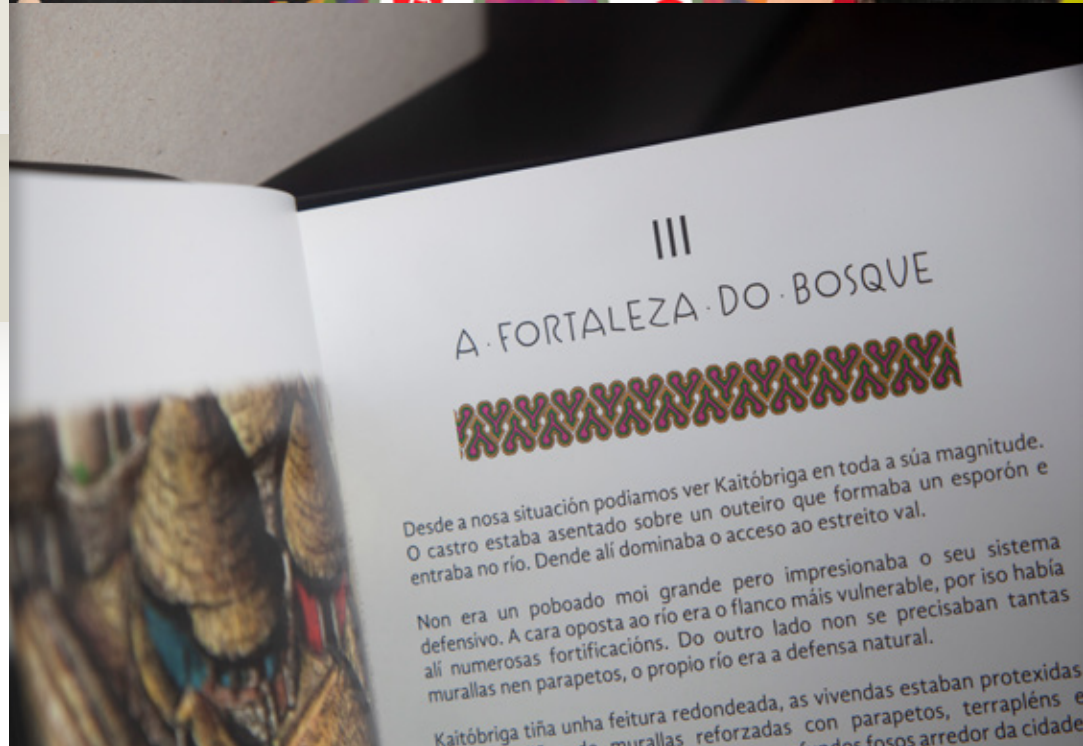 III
A · FORTALEZA · DO · BOSQUE
Desde a nosa situación podiamos ver Kaitóbriga en toda a súa magnitude.
O castro estaba asentado sobre un outeiro que formaba un esporón e
entraba no río. Dende alí dominaba o acceso ao estreito val.
Non era un poboado moi grande pero impresionaba o seu sistema
defensivo. A cara oposta ao río era o flanco máis vulnerable, por iso había
alí numerosas fortificacións. Do outro lado non se precisaban tantas
murallas nen parapetos, o propio río era a defensa natural.
Kaitóbriga tiña unha feitura redondeada, as vivendas estaban protexidas
murallas reforzadas con parapetos, terrapléns e
fosos arredor da cidade